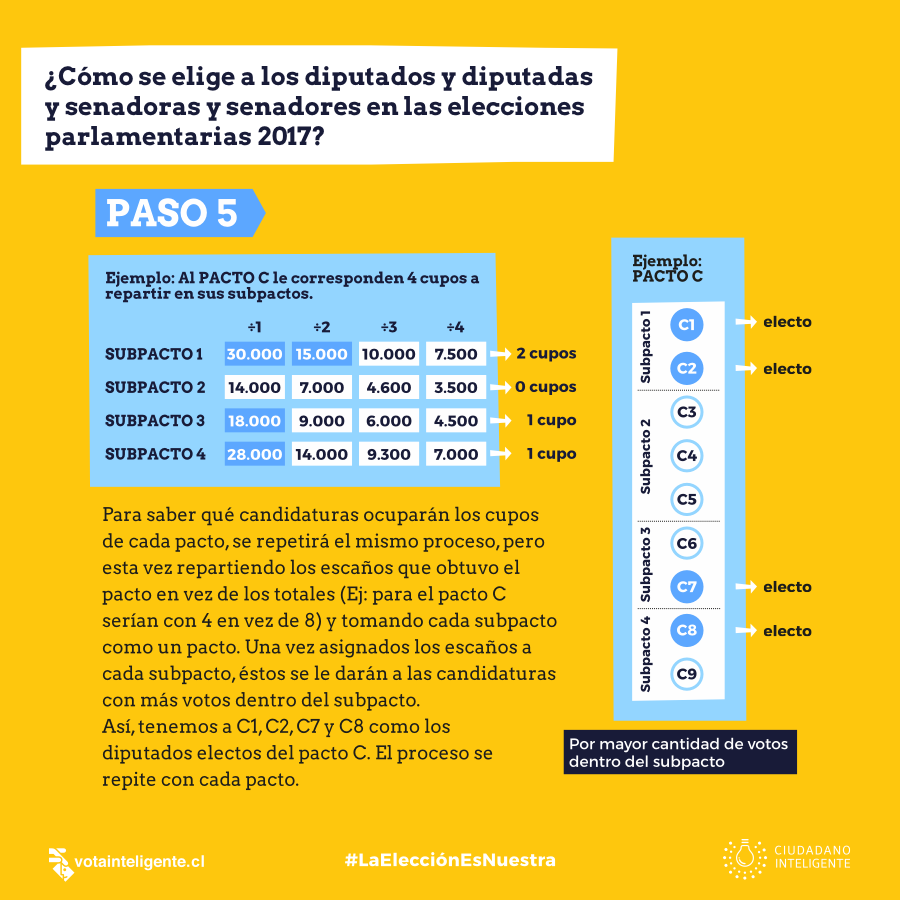 ¿Cómo se elige a los diputados y diputadas
y senadoras y senadores en las elecciones
parlamentarias 2017?
PASO 5
Ejemplo: Al PACTO C le corresponden 4 cupos a
repartir en sus subpactos.
÷1 ÷2 ÷3 ÷4
SUBPACTO 1 30.000 15.000 10.000 7.500 2 cupos
SUBPACTO 2 14.000 7.000 4.600 3.500 0 cupos
SUBPACTO 3 18.000 9.000 6.000 4.500 1 cupo
SUBPACTO 4 28.000 14.000 9.300 7.000 1 cupo
Para saber qué candidaturas ocuparán los cupos
de cada pacto, se repetirá el mismo proceso, pero
esta vez repartiendo los escaños que obtuvo el
pacto en vez de los totales (Ej: para el pacto C
serían con 4 en vez de 8) y tomando cada subpacto
como un pacto. Una vez asignados los escaños a
cada subpacto, éstos se le darán a las candidaturas
con más votos dentro del subpacto.
Así, tenemos a C1, C2, C7 y C8 como los
diputados electos del pacto C. El proceso se
repite con cada pacto.
Ejemplo:
PACTO C
Subpacto 1
C1 electo
C2 electo
Subpacto 2
C3
C4
C5
Subpacto 3
C6
C7 electo
Subpacto 4
C8 electo
C9
Por mayor cantidad de votos
dentro del subpacto
votainteligente.cl
#LaElecciónEsNuestra
CIUDADANO
INTELIGENTE